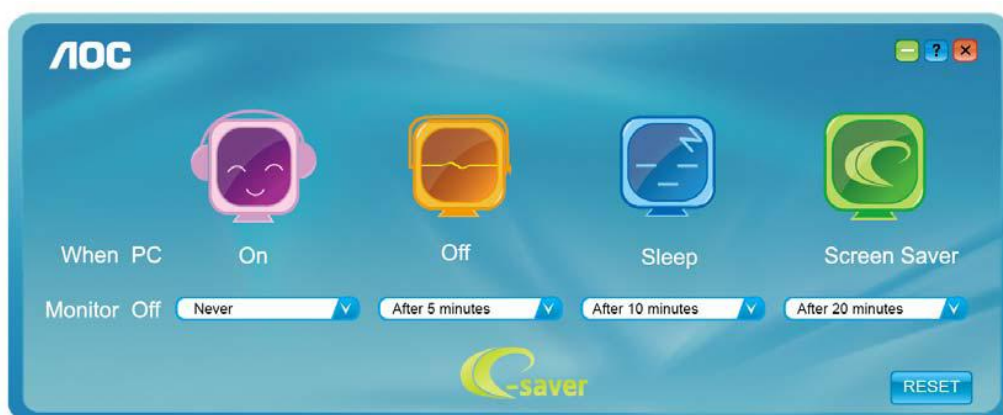 AOC
?
When PC On Off Sleep Screen Saver
Monitor Off Never After 5 minutes After 10 minutes After 20 minutes
e-saver
RESET